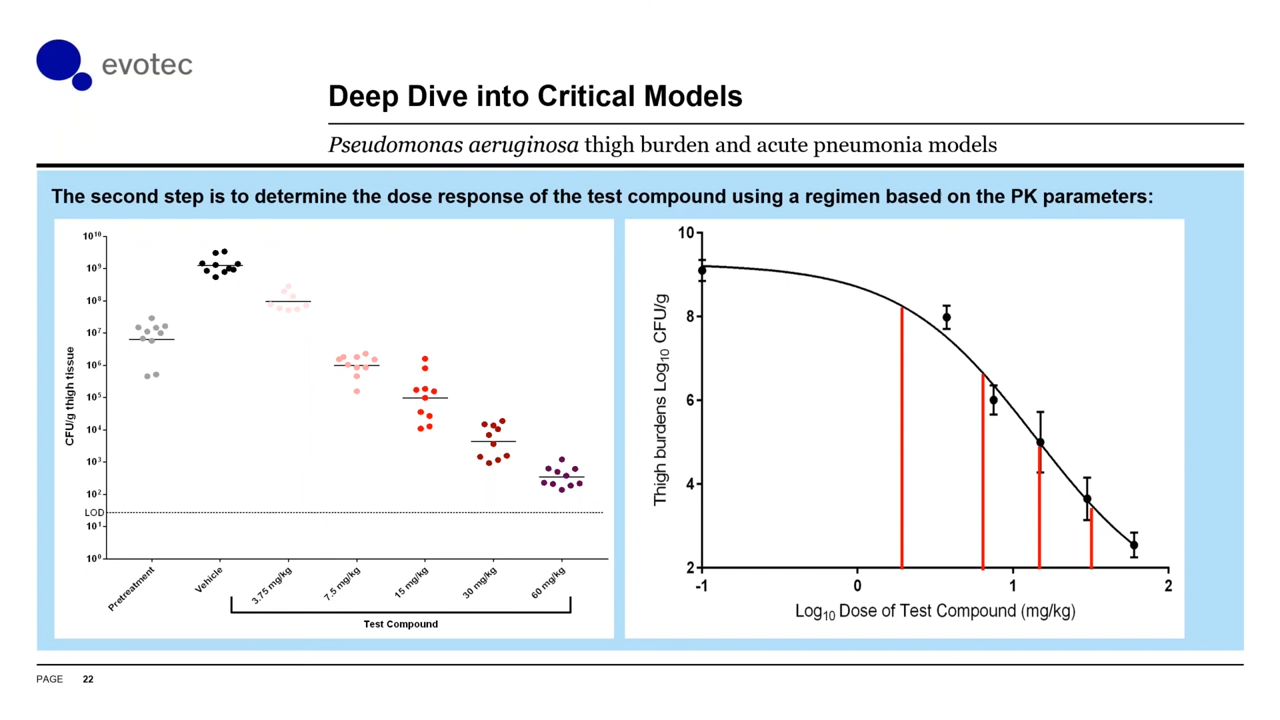 evotec
Deep Dive into Critical Models
Pseudomonas aeruginosa thigh burden and acute pneumonia models
The second step is to determine the dose response of the test compound using a regimen based on the PK parameters:
CFU/g thigh tissue
10¹⁰
10⁹
10⁸
10⁷
10⁶
10⁵
10⁴
10³
10²
LOD
10¹
10⁰
Pretreatment
Vehicle
3.75 mg/kg
7.5 mg/kg
15 mg/kg
30 mg/kg
60 mg/kg
Test Compound
Thigh burdens Log₁₀ CFU/g
10
8
6
4
2
-1
0
1
2
Log₁₀ Dose of Test Compound (mg/kg)
PAGE 22